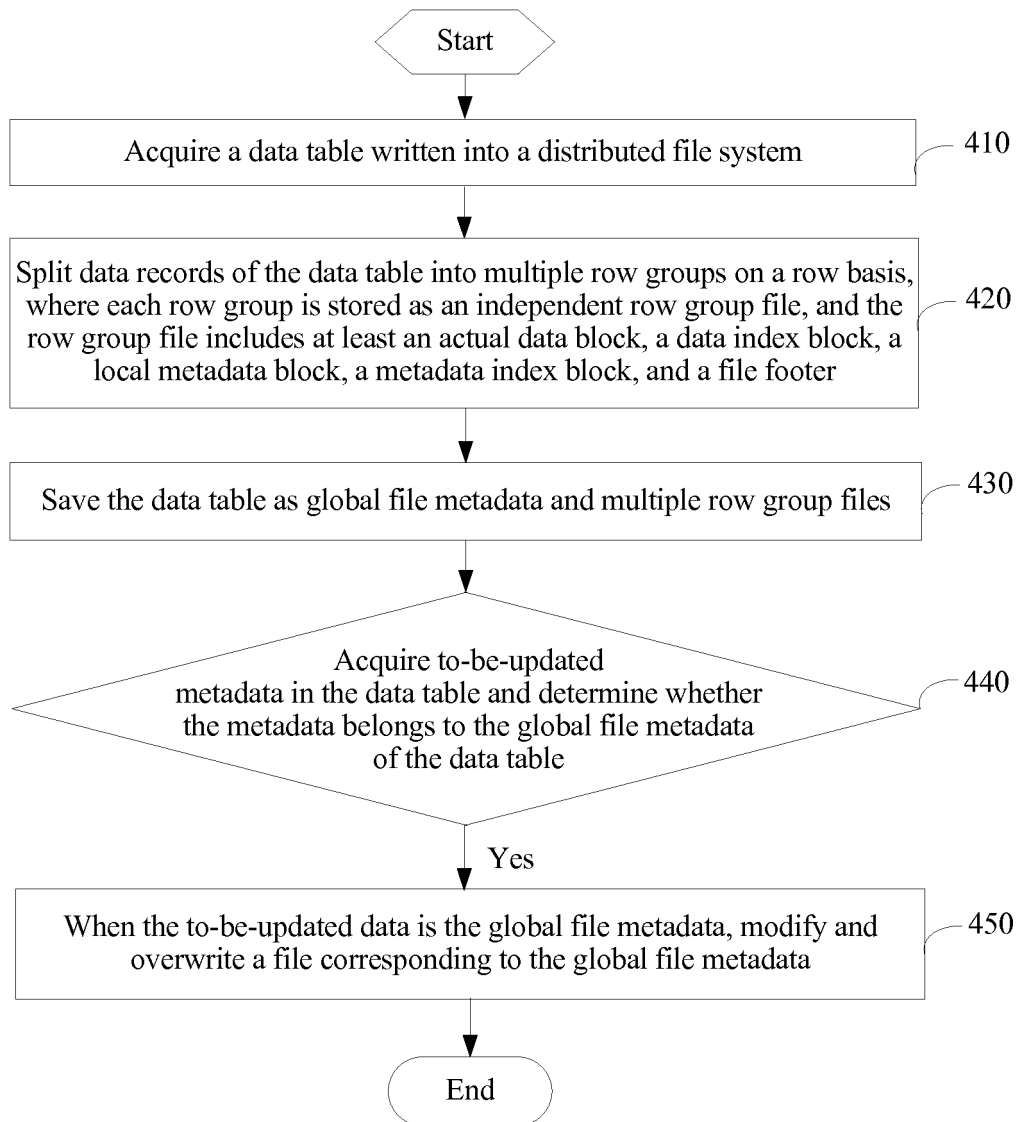 Start
Acquire a data table written into a distributed file system
410
Split data records of the data table into multiple row groups on a row basis,
where each row group is stored as an independent row group file, and the
row group file includes at least an actual data block, a data index block, a
local metadata block, a metadata index block, and a file footer
420
Save the data table as global file metadata and multiple row group files
430
Acquire to-be-updated
metadata in the data table and determine whether
the metadata belongs to the global file metadata
of the data table
440
Yes
When the to-be-updated data is the global file metadata, modify and
overwrite a file corresponding to the global file metadata
450
End